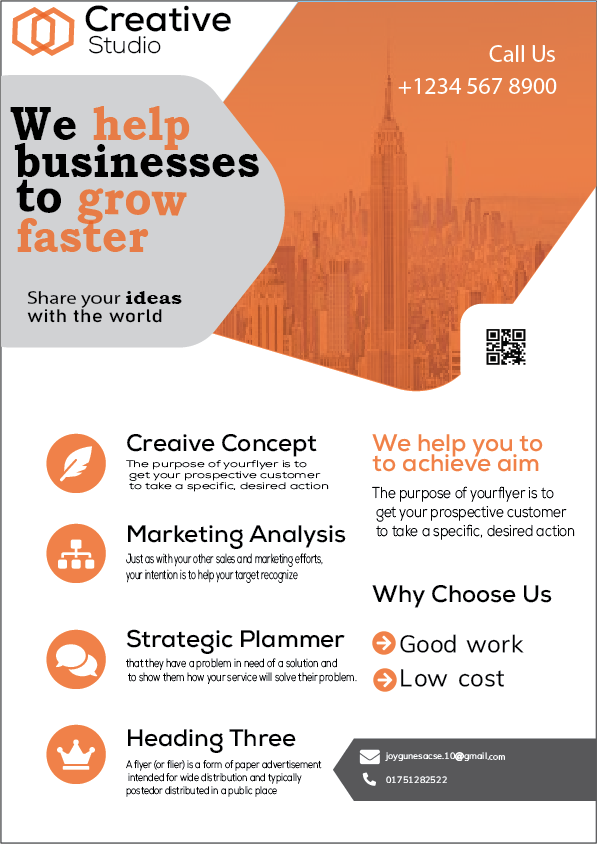 Creative
Studio
Call Us
+1234 567 8900
We help
businesses
to grow
faster
Share your ideas
with the world
Creaive Concept
The purpose of yourflyer is to
get your prospective customer
to take a specific, desired action
Marketing Analysis
Just as with your other sales and marketing efforts,
your intention is to help your target recognize
Strategic Plammer
that they have a problem in need of a solution and
to show them how your service will solve their problem.
Heading Three
A flyer (or flier) is a form of paper advertisement
intended for wide distribution and typically
postedor distributed in a public place
We help you to
to achieve aim
The purpose of yourflyer is to
get your prospective customer
to take a specific, desired action
Why Choose Us
Good work
Low cost
joygunesacse.10@gmail.com
01751282522